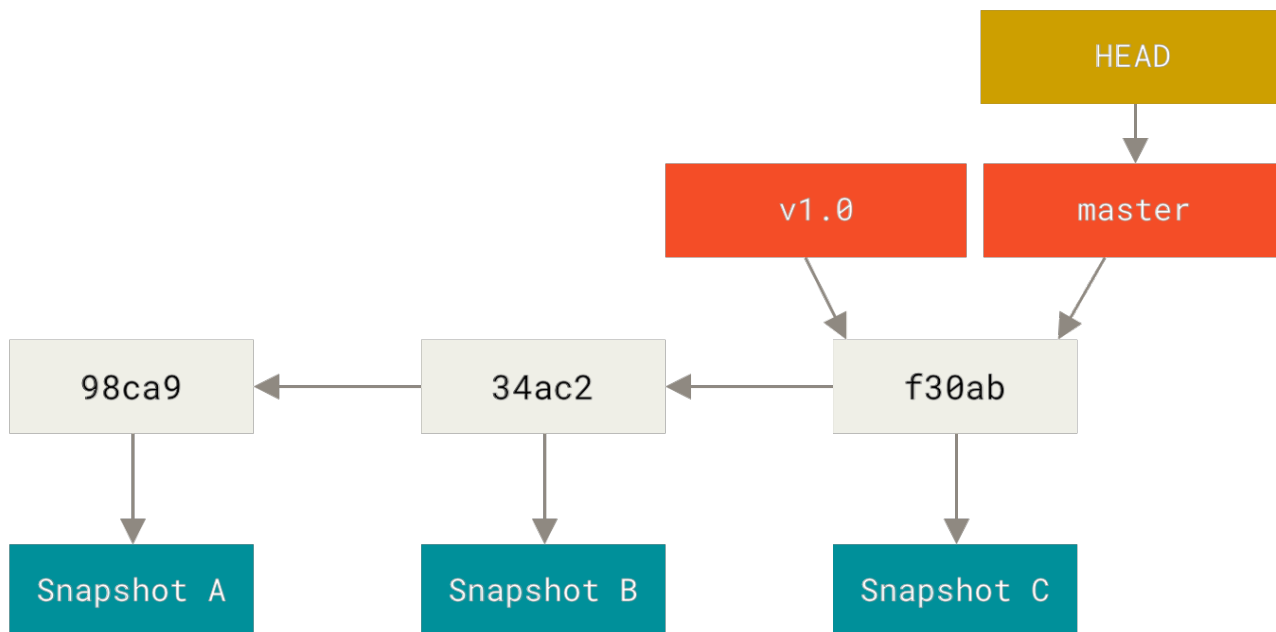 HEAD
v1.0
master
98ca9
34ac2
f30ab
Snapshot A
Snapshot B
Snapshot C